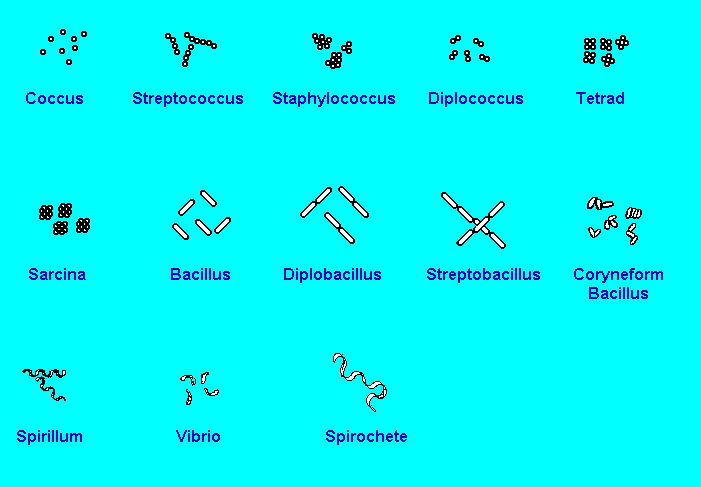 Coccus Streptococcus Staphylococcus Diplococcus Tetrad
Sarcina Bacillus Diplobacillus Streptobacillus Coryneform
Bacillus
Spirillum Vibrio Spirochete